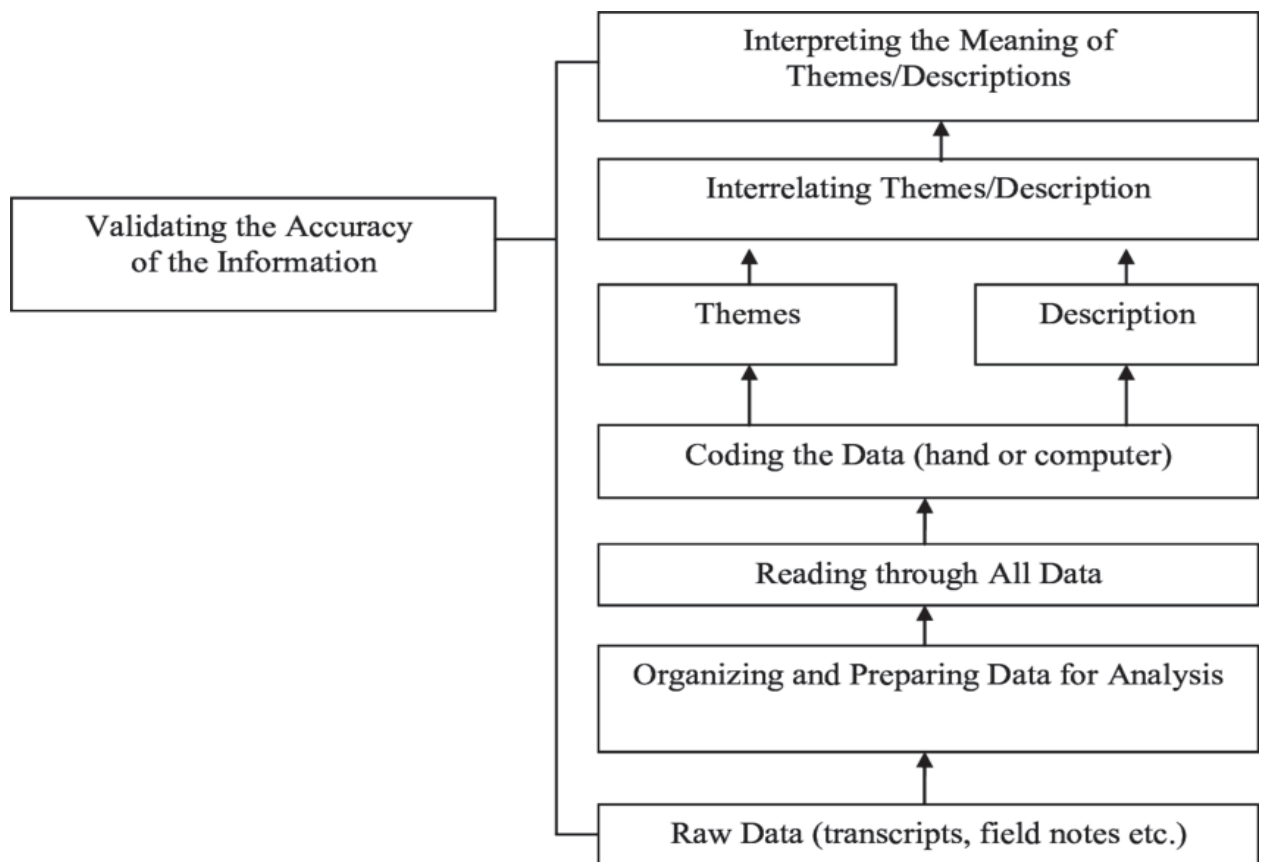 Interpreting the Meaning of
Themes/Descriptions
Interrelating Themes/Description
Validating the Accuracy
of the Information
Themes
Description
Coding the Data (hand or computer)
Reading through All Data
Organizing and Preparing Data for Analysis
Raw Data (transcripts, field notes etc.)